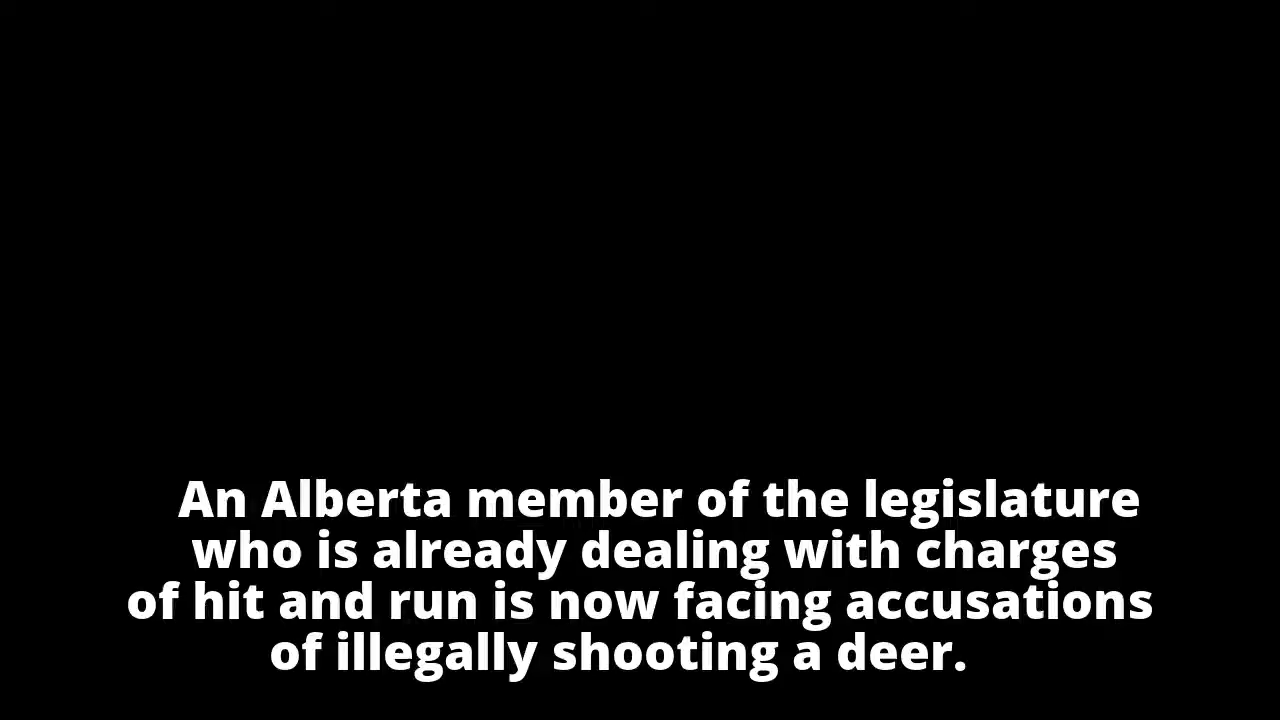 An Alberta member of the legislature
who is already dealing with charges
of hit and run is now facing accusations
of illegally shooting a deer.